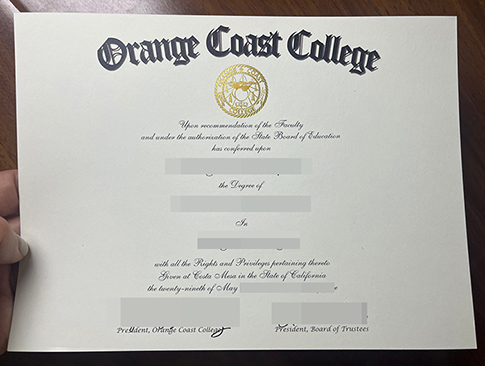 Orange Coast College
Upon recommendation of the Faculty
and under the authorization of the State Board of Education
has conferred upon
the Degree of
In
with all the Rights and Privileges pertaining thereto
Given at Costa Mesa in the State of California
the twenty-nineth of May
President, Orange Coast College
President, Board of Trustees